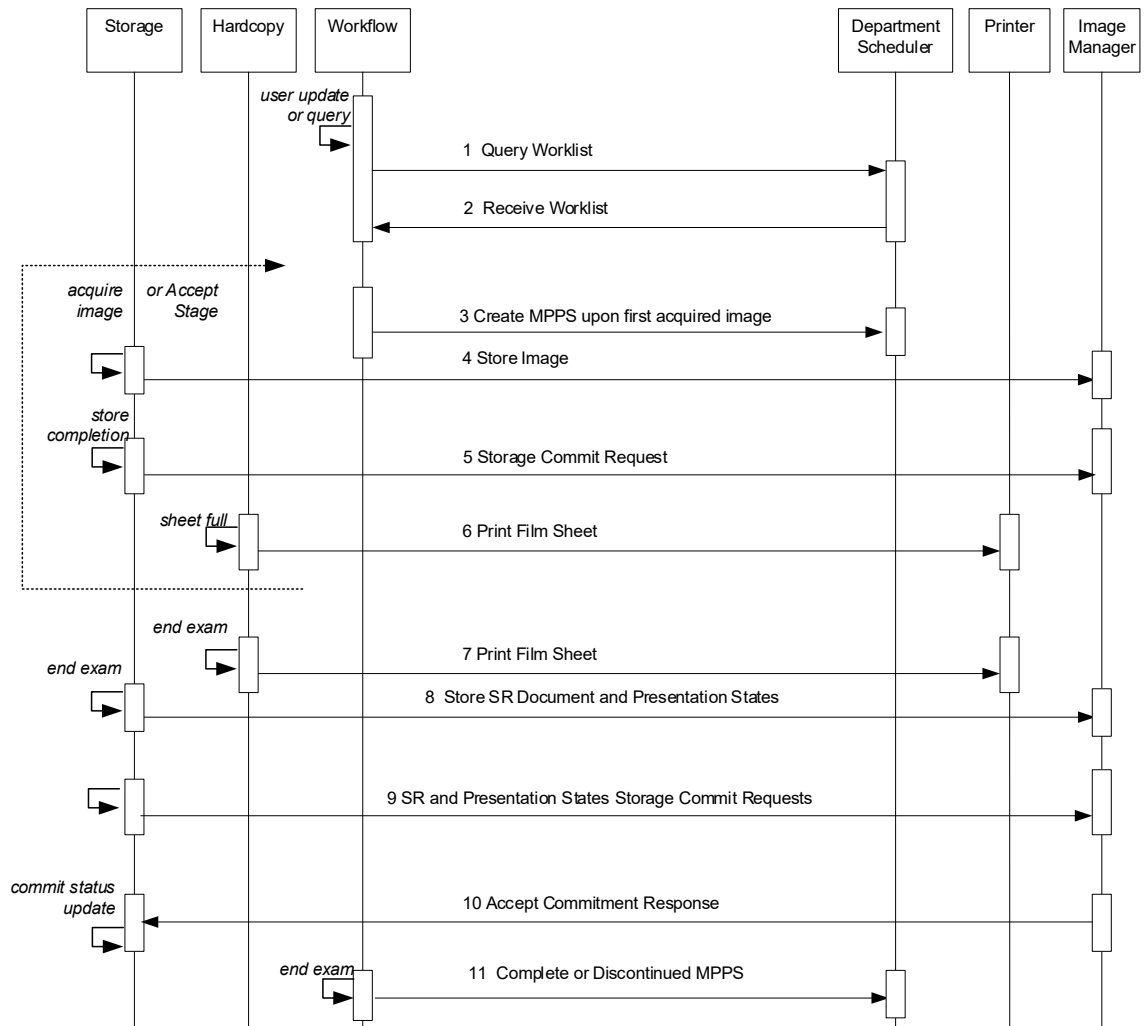 Storage
Hardcopy
Workflow
Department
Scheduler
Printer
Image
Manager
user update
or query
1 Query Worklist
2 Receive Worklist
acquire
image
or Accept
Stage
3 Create MPPS upon first acquired image
4 Store Image
store
completion
5 Storage Commit Request
sheet full
6 Print Film Sheet
end exam
7 Print Film Sheet
end exam
8 Store SR Document and Presentation States
9 SR and Presentation States Storage Commit Requests
commit status
update
10 Accept Commitment Response
end exam
11 Complete or Discontinued MPPS